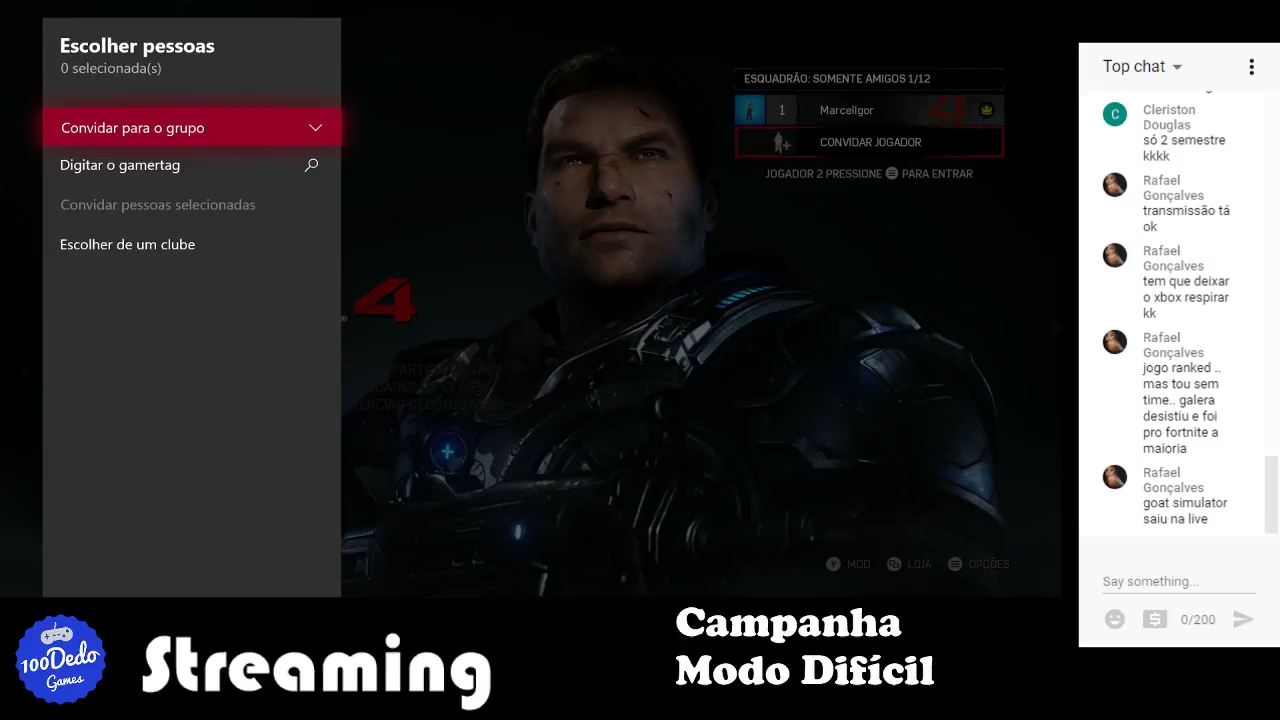 Escolher pessoas
0 selecionada(s)
Convidar para o grupo
Digitar o gamertag
Convidar pessoas selecionadas
Escolher de um clube
4
ESQUADRÃO: SOMENTE AMIGOS 1/12
1 Marcellgor
CONVIDAR JOGADOR
JOGADOR 2 PRESSIONE PARA ENTRAR
Y MOD LOJA OPÇÕES
Top chat
C Cleriston
Douglas
só 2 semestre
kkkk
Rafael
Gonçalves
transmissão tá
ok
Rafael
Gonçalves
tem que deixar
o xbox respirar
kk
Rafael
Gonçalves
jogo ranked ..
mas tou sem
time.. galera
desistiu e foi
pro fortnite a
maioria
Rafael
Gonçalves
goat simulator
saiu na live
Say something...
0/200
100Dedo
Games
Streaming
Campanha
Modo Difícil